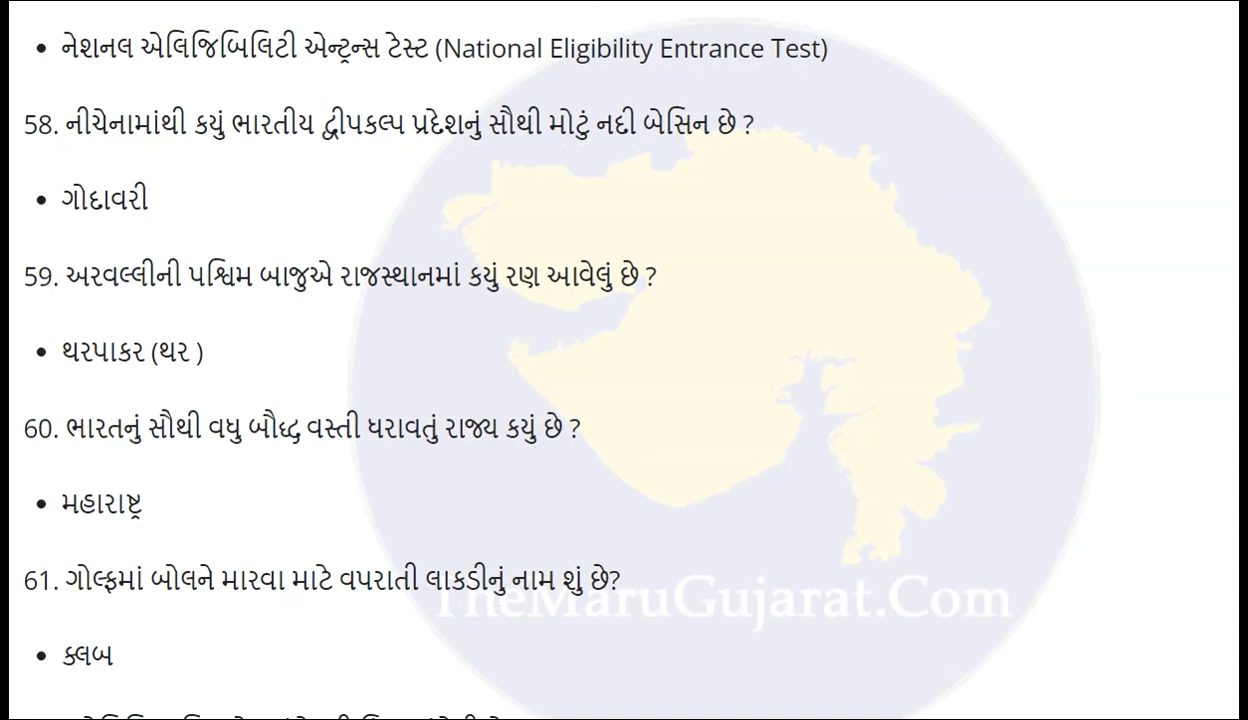 • નેશનલ એલિજિબિલિટી એન્ટ્રન્સ ટેસ્ટ (National Eligibility Entrance Test)
58. નીચેનામાંથી કયું ભારતીય દ્વીપકલ્પ પ્રદેશનું સૌથી મોટું નદી બેસિન છે ?
• ગોદાવરી
59. અરવલ્લીની પશ્ચિમ બાજુએ રાજસ્થાનમાં કયું રણ આવેલું છે ?
• થરપાકર (થર )
60. ભારતનું સૌથી વધુ બૌદ્ધ વસ્તી ધરાવતું રાજ્ય કયું છે ?
• મહારાષ્ટ્ર
61. ગોલ્ફમાં બોલને મારવા માટે વપરાતી લાકડીનું નામ શું છે?
TheMaruGujarat.Com
• ક્લબ